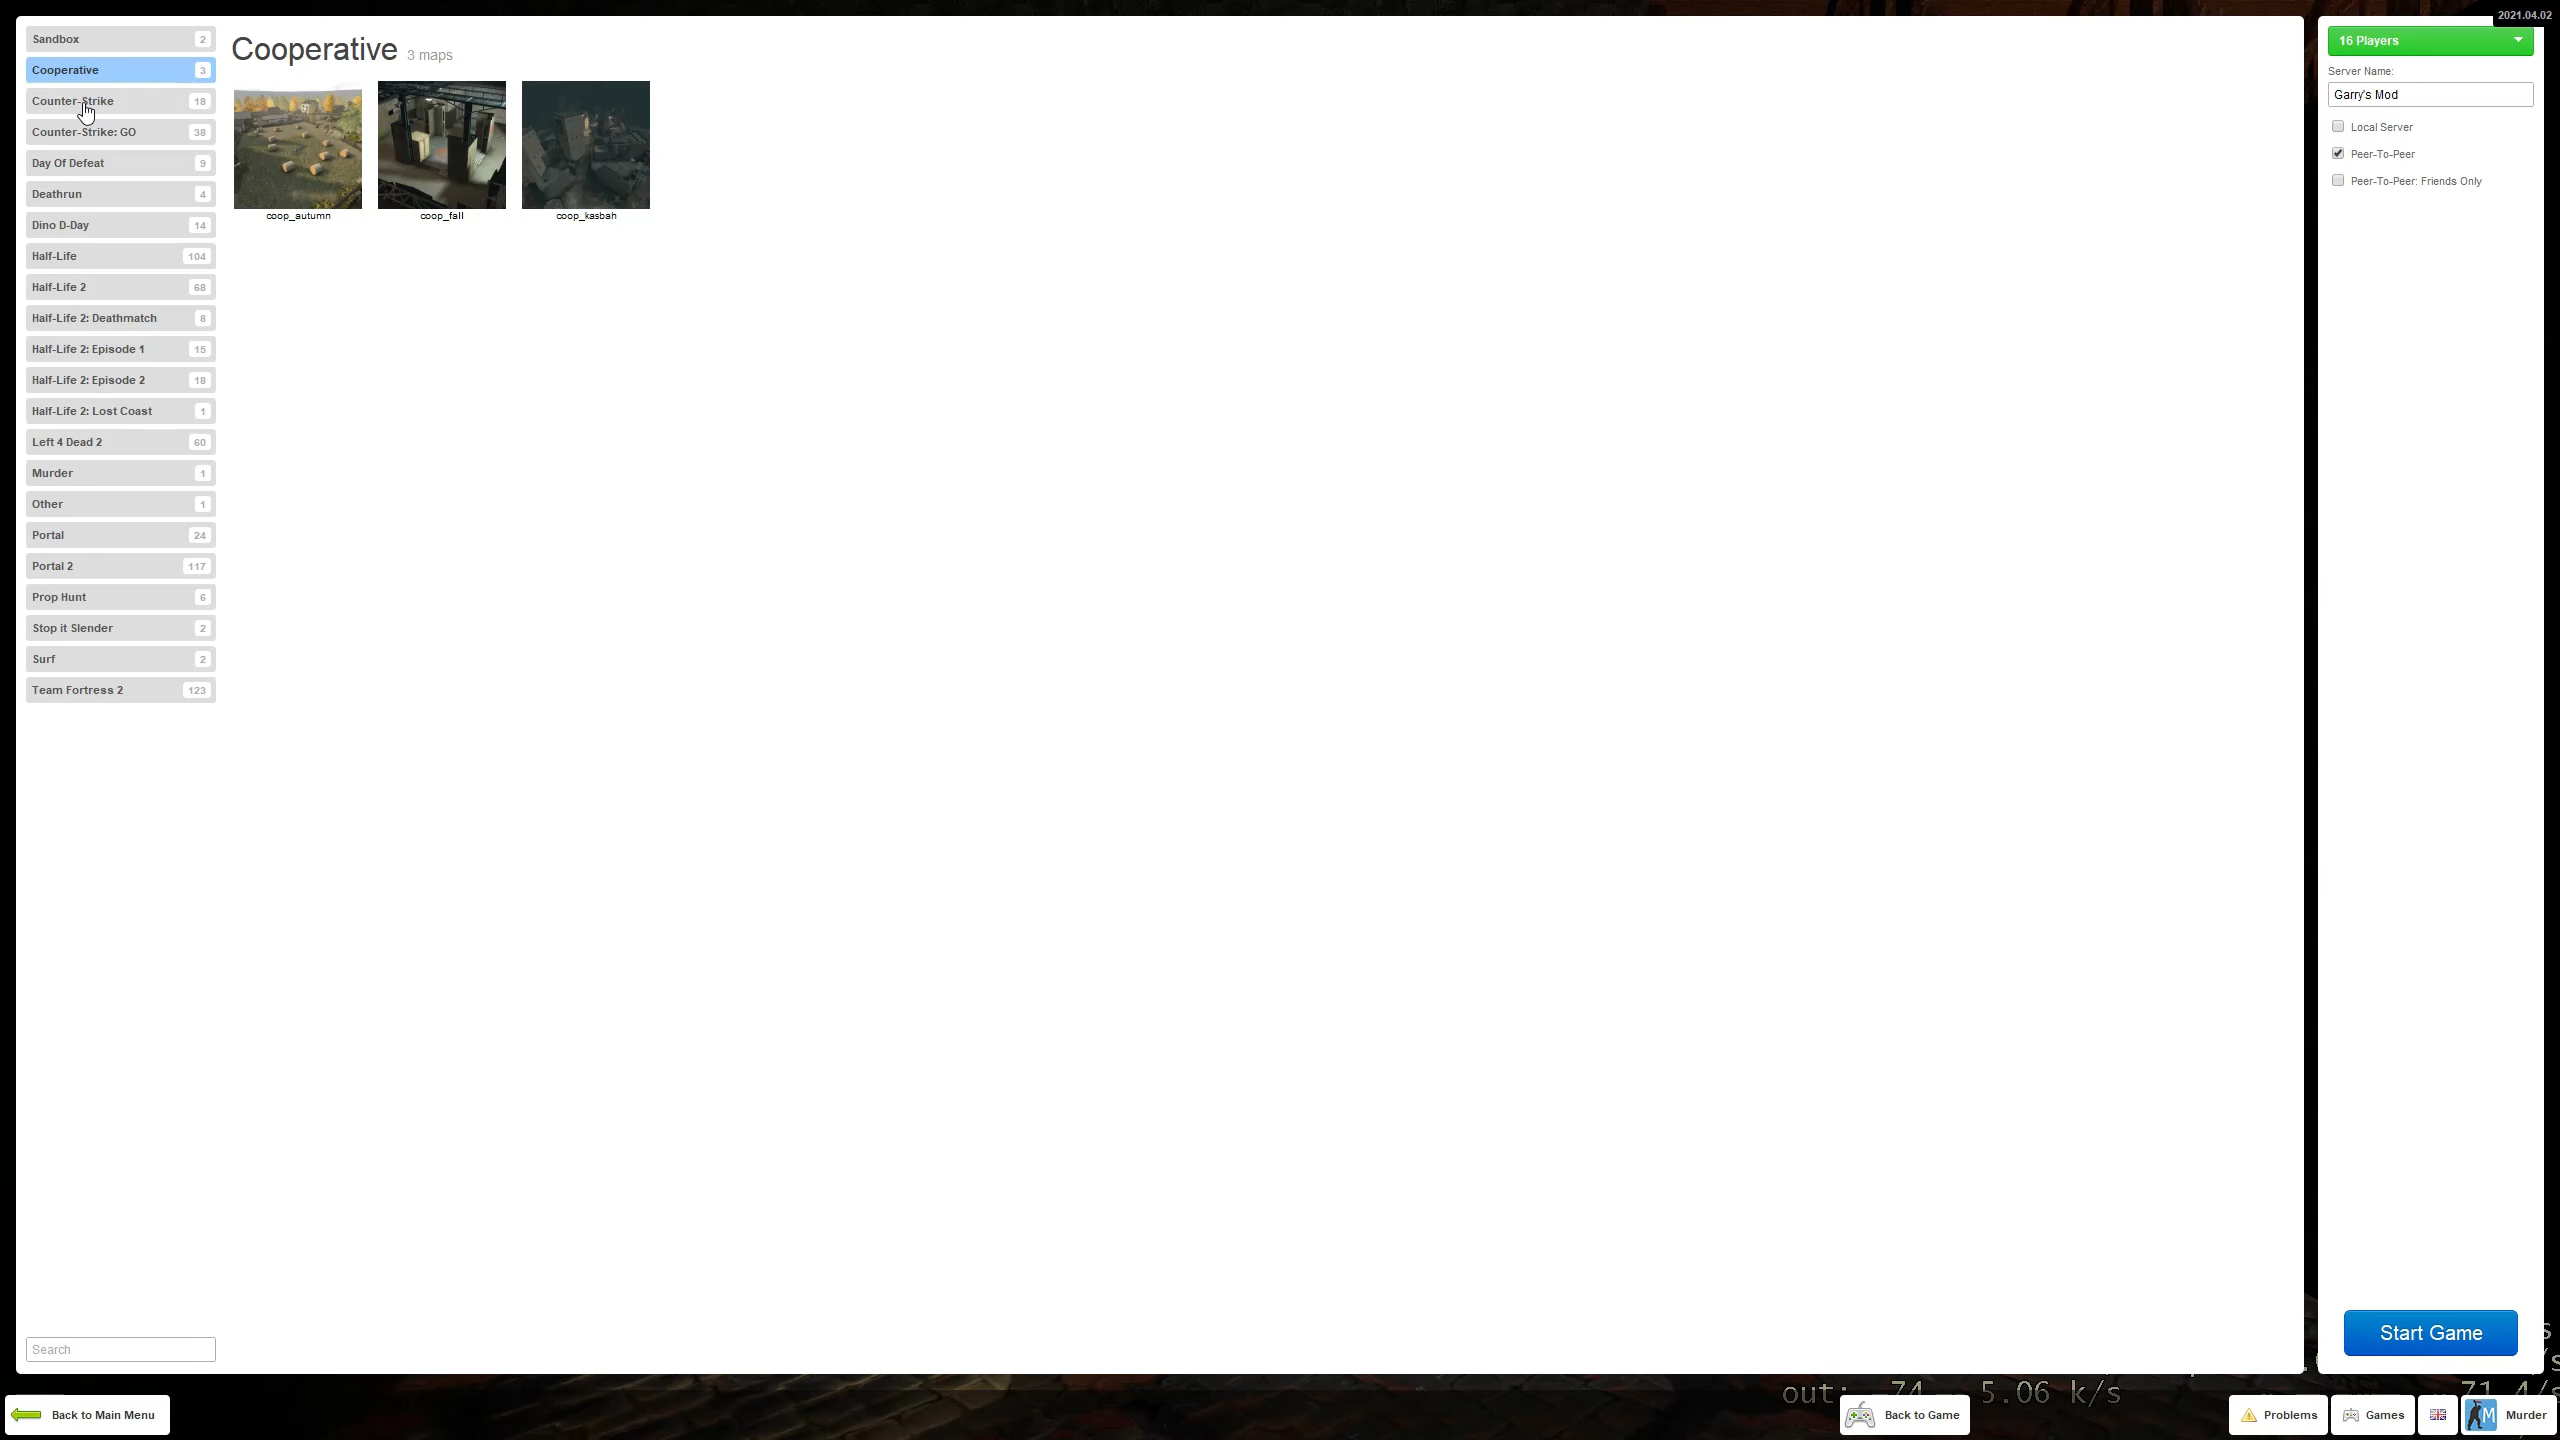 2021.04.02
Sandbox 2
Cooperative 3
Counter-Strike 18
Counter-Strike: GO 38
Day Of Defeat 9
Deathrun 4
Dino D-Day 14
Half-Life 104
Half-Life 2 68
Half-Life 2: Deathmatch 8
Half-Life 2: Episode 1 15
Half-Life 2: Episode 2 18
Half-Life 2: Lost Coast 1
Left 4 Dead 2 60
Murder 1
Other 1
Portal 24
Portal 2 117
Prop Hunt 6
Stop it Slender 2
Surf 2
Team Fortress 2 123
Search
Cooperative 3 maps
coop_autumn coop_fall coop_kasbah
16 Players
Server Name:
Garry's Mod
Local Server
Peer-To-Peer
Peer-To-Peer: Friends Only
Start Game
out: 74 5.06 k/s
Back to Main Menu
Back to Game
Problems
Games
Murder